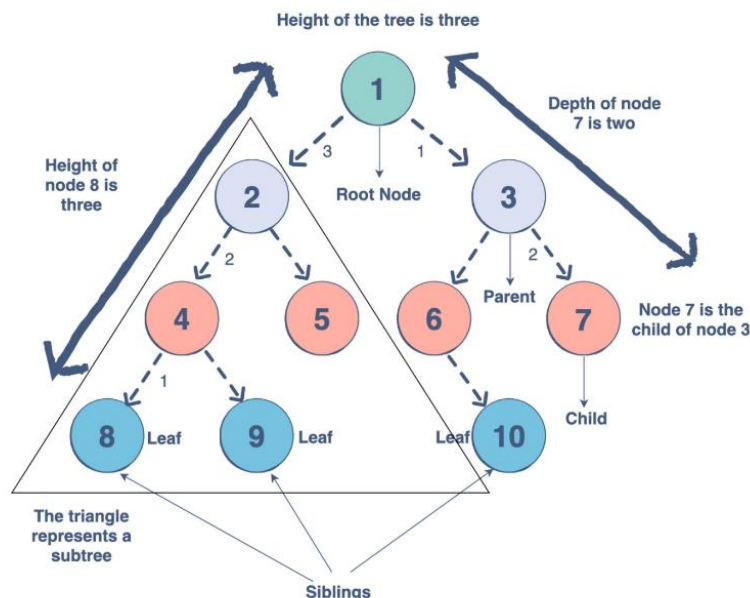 Height of the tree is three
1
Depth of node
7 is two
3
1
Height of
node 8 is
three
Root Node
2
3
2
2
Parent
4
5
6
7
Node 7 is the
child of node 3
1
Child
8
Leaf
9
Leaf
Leaf
10
The triangle
represents a
subtree
Siblings